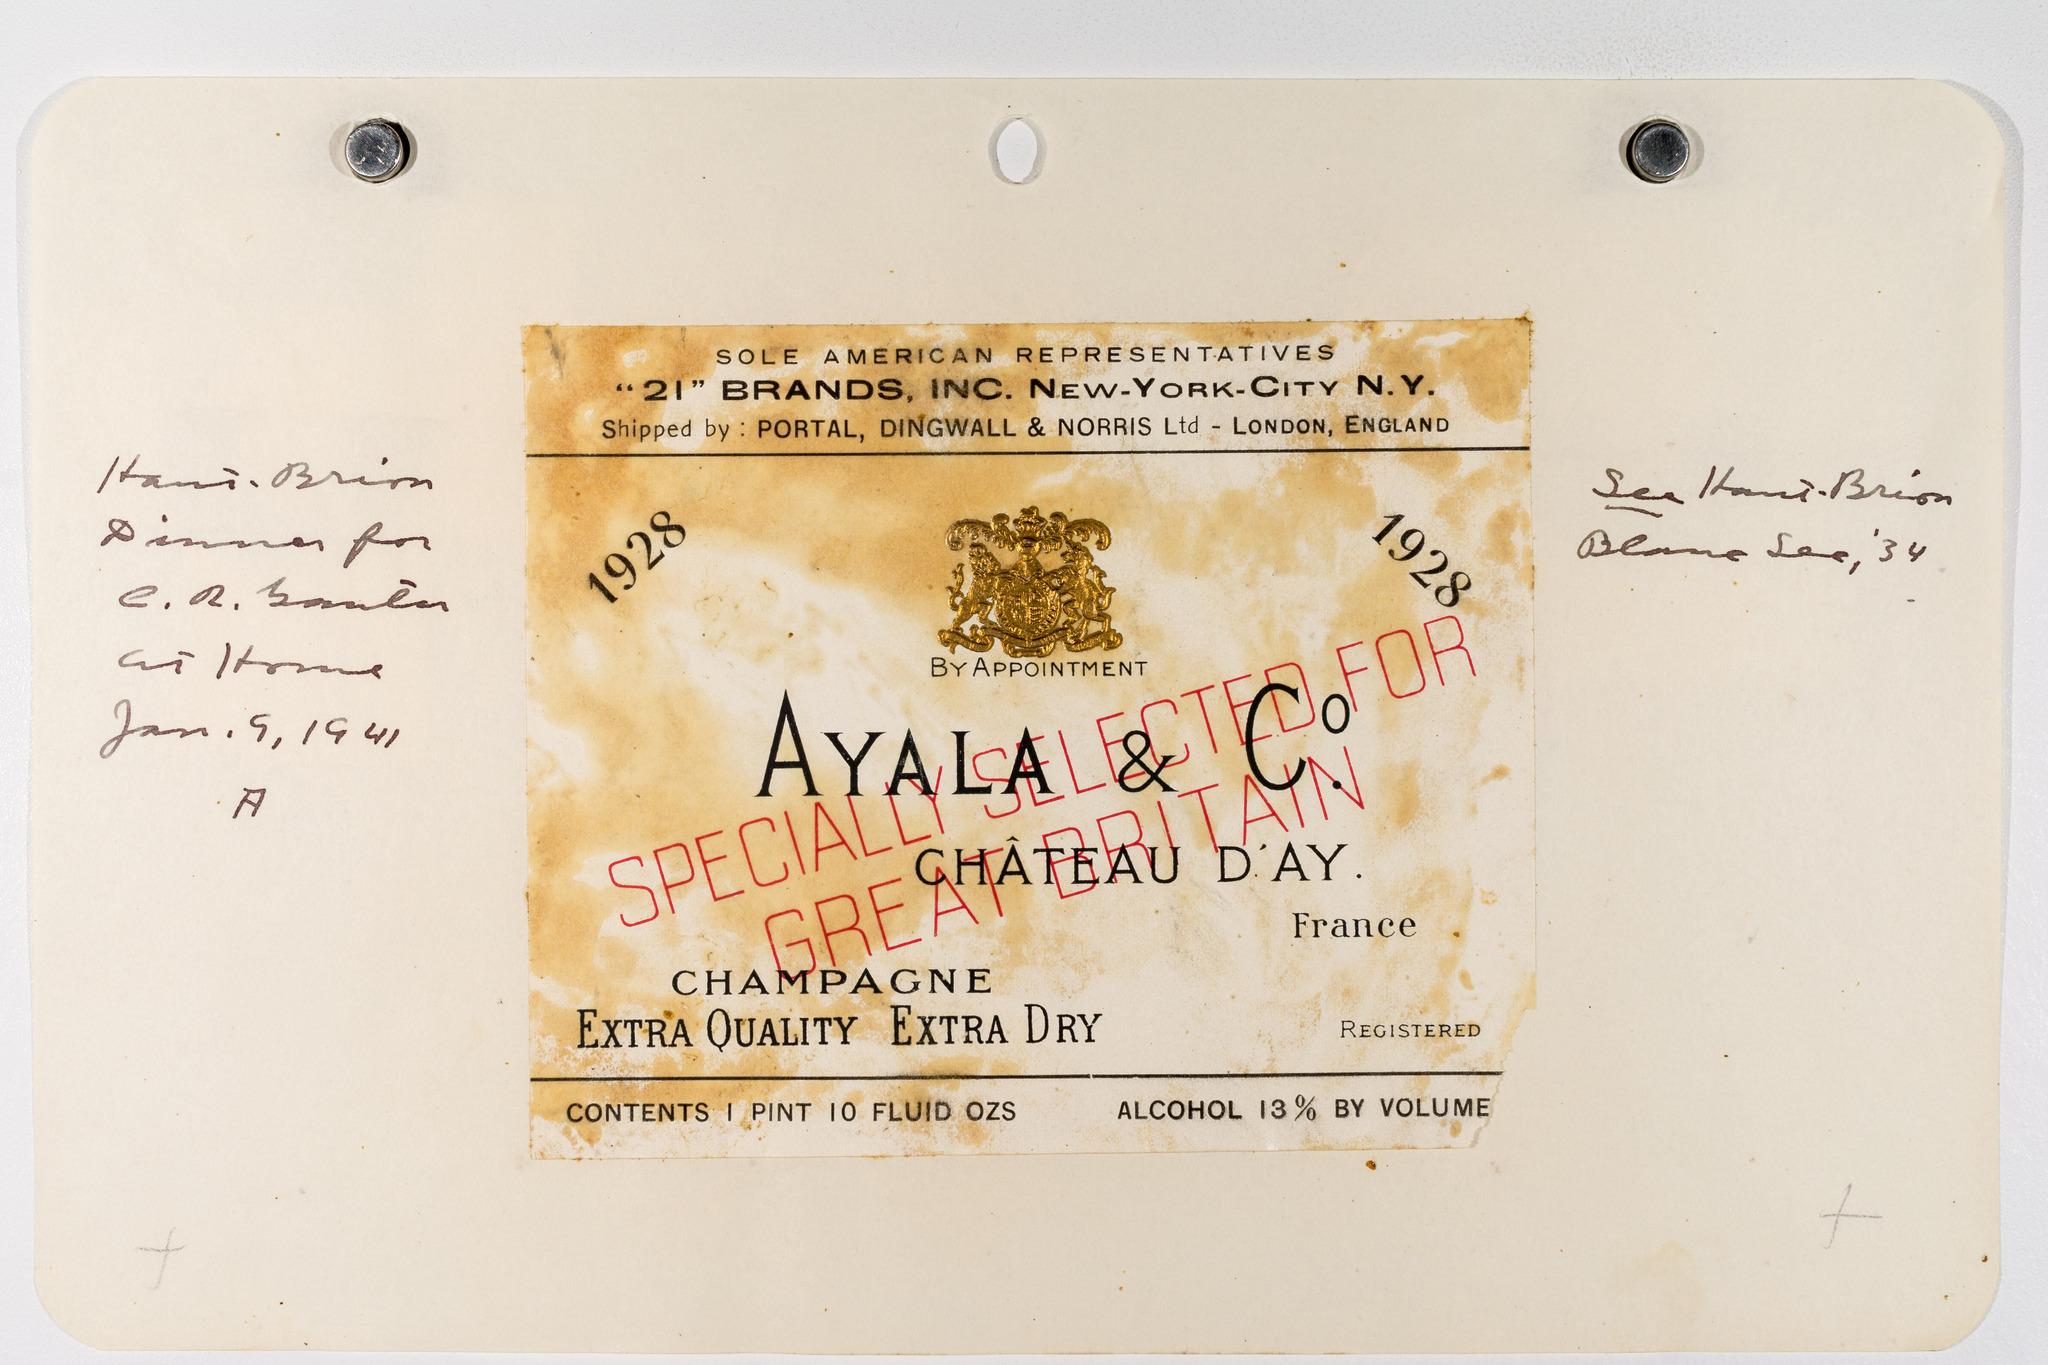 SOLE AMERICAN REPRESENTATIVES
"21" BRANDS, INC. NEW-YORK-CITY N.Y.
Shipped by: PORTAL, DINGWALL & NORRIS Ltd - LONDON, ENGLAND
1928
1928
BY APPOINTMENT
AYALA & Co.
SPECIALLY SELECTED FOR
GREAT BRITAIN
CHÂTEAU D'AY.
France
CHAMPAGNE
EXTRA QUALITY EXTRA DRY
REGISTERED
CONTENTS 1 PINT 10 FLUID OZS
ALCOHOL 13% BY VOLUME
Haut-Brion
Dinner for
C. R.
At Home
Jan. 9, 1941
A
See Haut-Brion
Blanc Sec, '34